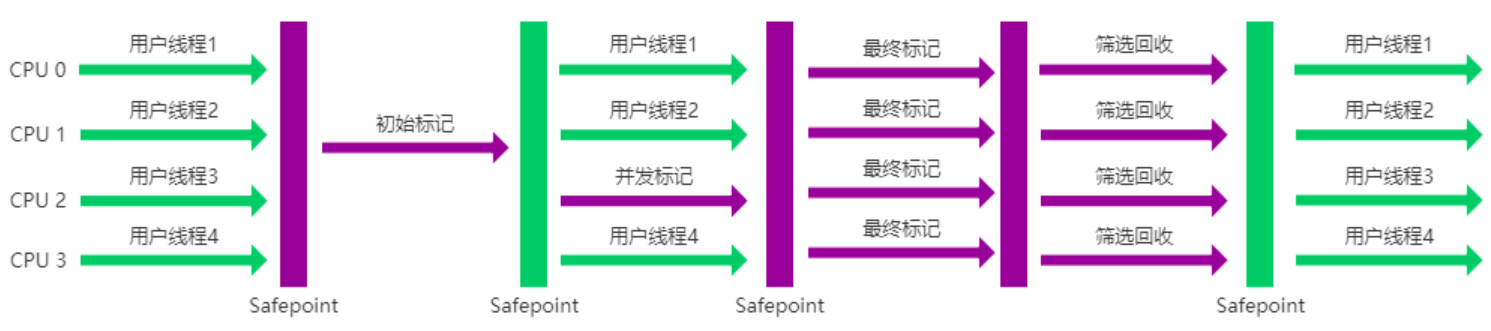 用户线程1 用户线程1 最终标记 筛选回收 用户线程1
CPU 0
用户线程2 用户线程2 最终标记 筛选回收 用户线程2
CPU 1 初始标记
用户线程3 并发标记 最终标记 筛选回收 用户线程3
CPU 2
用户线程4 用户线程4 最终标记 筛选回收 用户线程4
CPU 3
Safepoint Safepoint Safepoint Safepoint